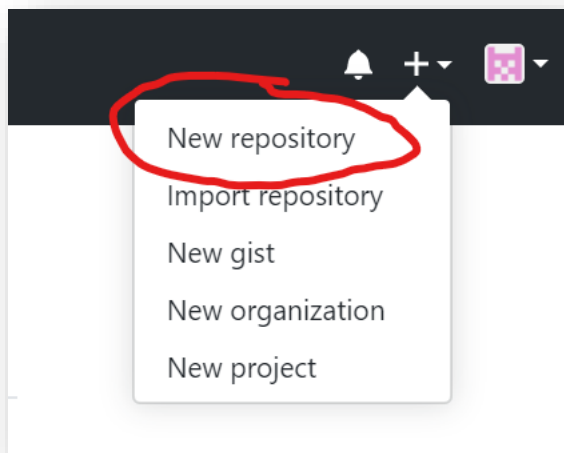 New repository
Import repository
New gist
New organization
New project